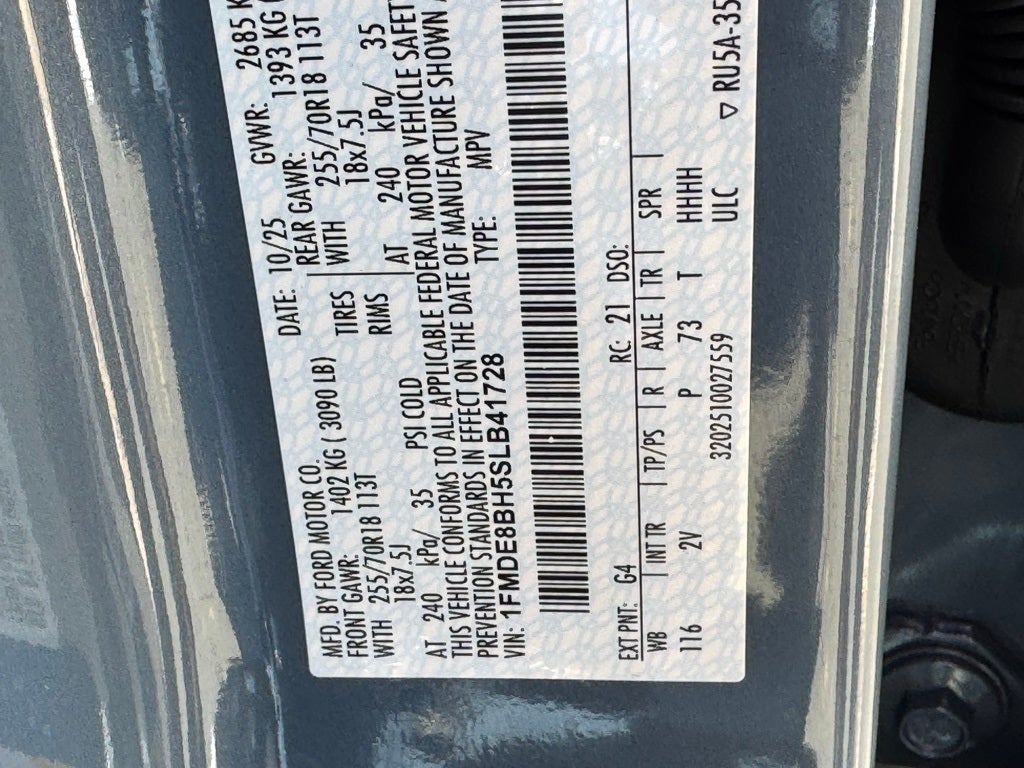 MFD. BY FORD MOTOR CO.
DATE: 10/25 GVWR: 2685 K
FRONT GAWR: 1402 KG ( 3090 LB) REAR GAWR: 1393 KG (
WITH 255/70R18 113T TIRES WITH 255/70R18 113T
18x7.5J RIMS 18x7.5J
AT 240 kPa/ 35 PSI COLD AT 240 kPa/ 35
THIS VEHICLE CONFORMS TO ALL APPLICABLE FEDERAL MOTOR VEHICLE SAFETY
PREVENTION STANDARDS IN EFFECT ON THE DATE OF MANUFACTURE SHOWN A
VIN: 1FMDE8BH5SLB41728 TYPE: MPV
EXT PNT: G4 RC: 21 DSO:
WB INT TR TP/PS R AXLE TR SPR
116 2V P 73 T HHHH
3202510027559 ULC ▽ RU5A-35